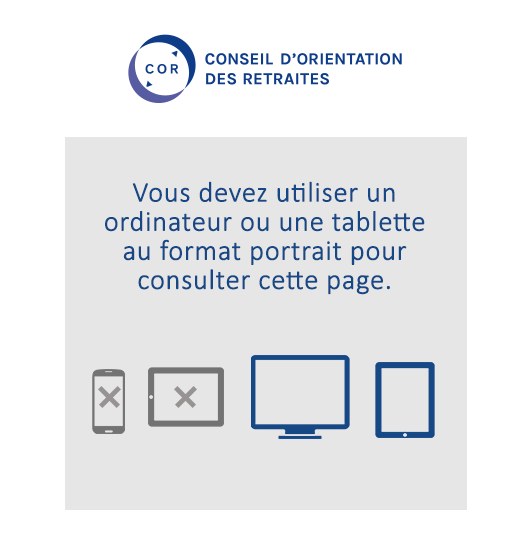 COR
CONSEIL D'ORIENTATION
DES RETRAITES
Vous devez utiliser un
ordinateur ou une tablette
au format portrait pour
consulter cette page.